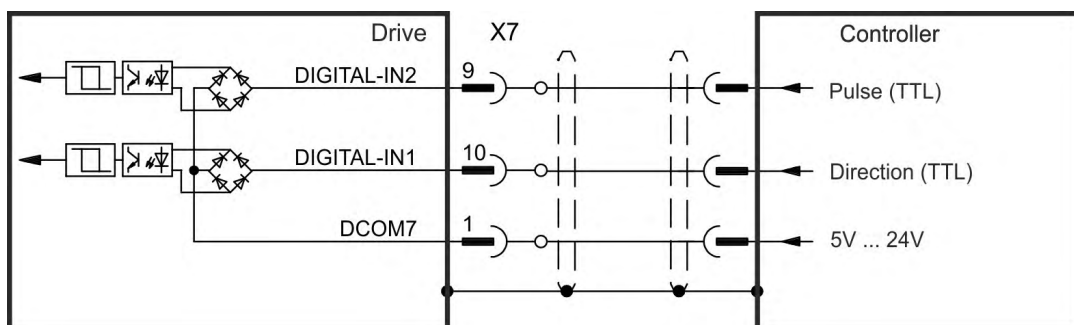 Drive X7 Controller
DIGITAL-IN2 9 Pulse (TTL)
DIGITAL-IN1 10 Direction (TTL)
DCOM7 1 5V ... 24V